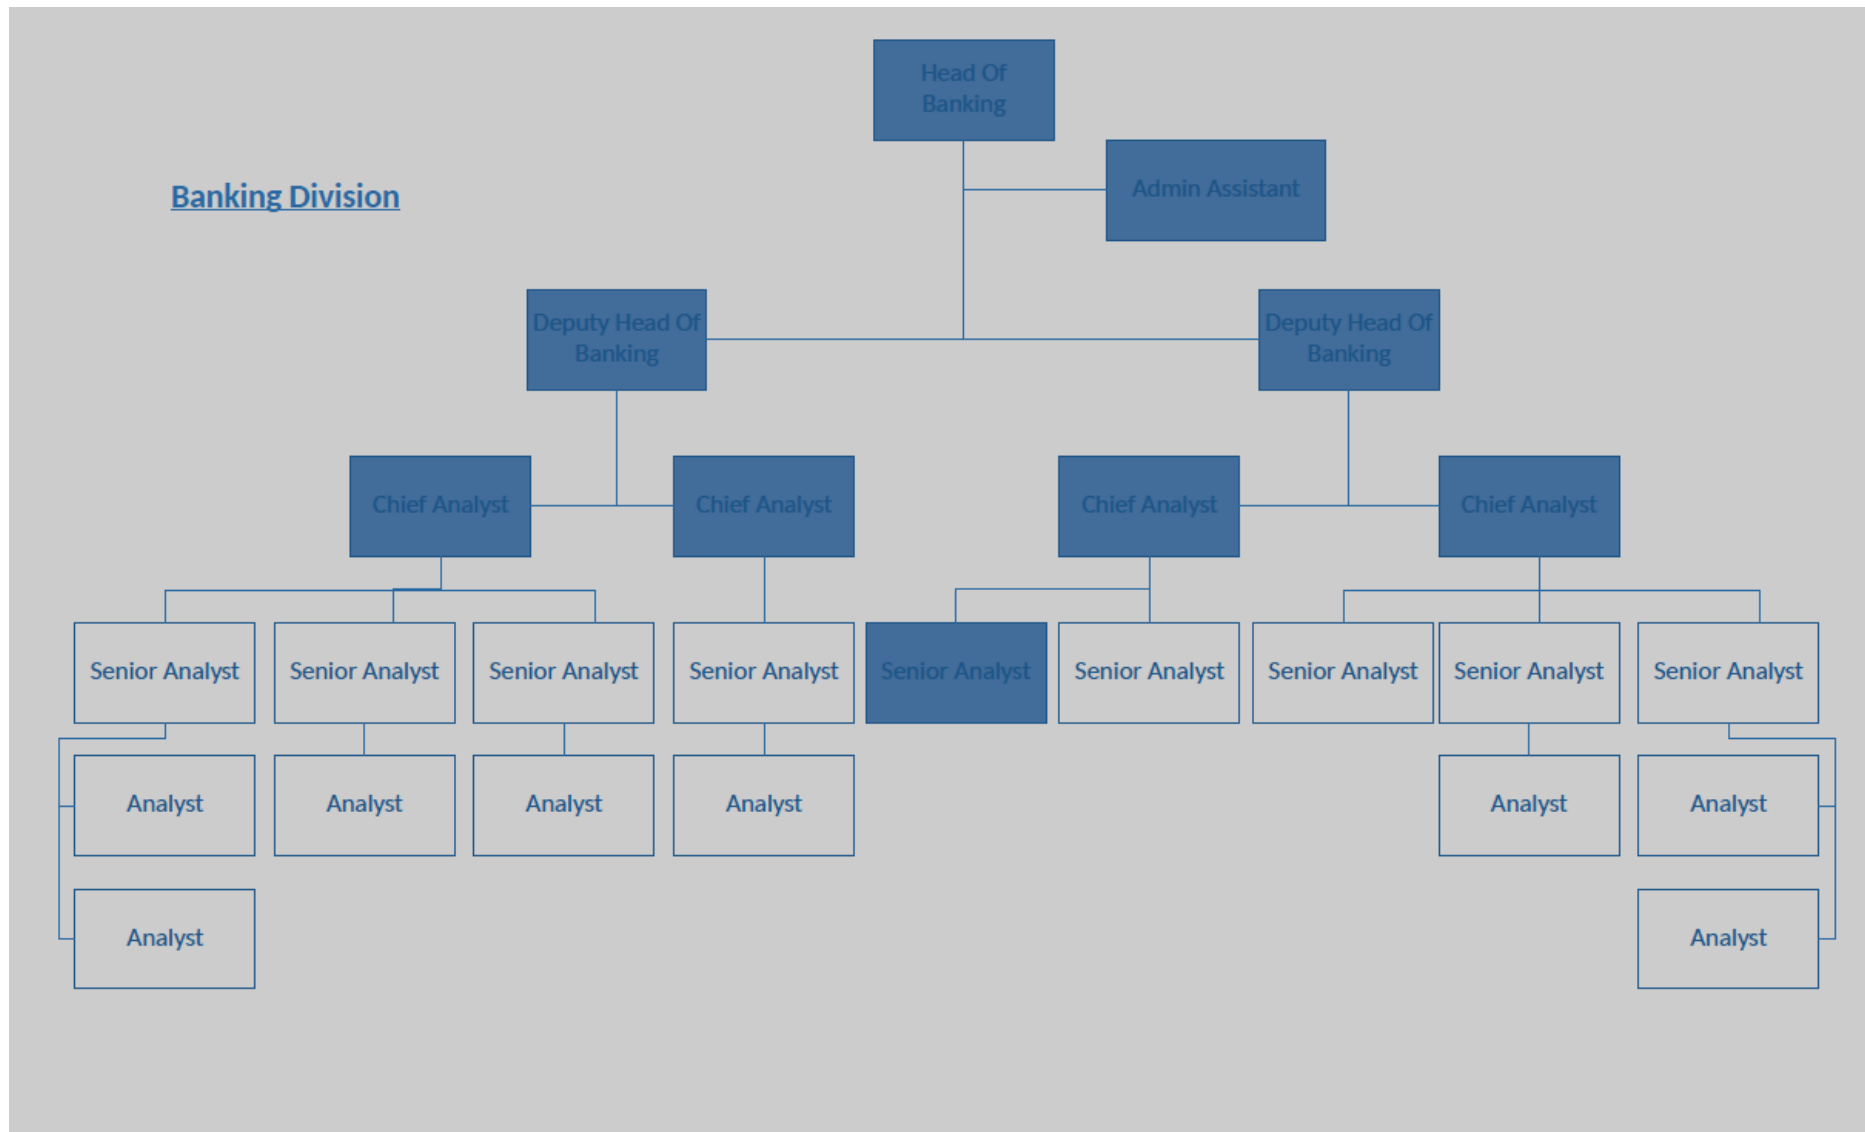 Head Of
Banking
Admin Assistant
Banking Division
Deputy Head Of
Banking
Deputy Head Of
Banking
Chief Analyst
Chief Analyst
Chief Analyst
Chief Analyst
Senior Analyst
Senior Analyst
Senior Analyst
Senior Analyst
Senior Analyst
Senior Analyst
Senior Analyst
Senior Analyst
Senior Analyst
Analyst
Analyst
Analyst
Analyst
Analyst
Analyst
Analyst
Analyst